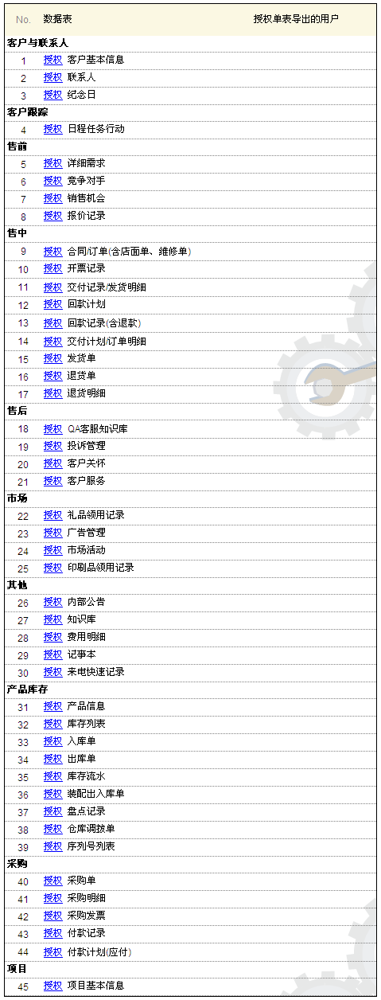 No. 数据表 授权单表导出的用户
客户与联系人
1 授权 客户基本信息
2 授权 联系人
3 授权 纪念日
客户跟踪
4 授权 日程任务行动
售前
5 授权 详细需求
6 授权 竞争对手
7 授权 销售机会
8 授权 报价记录
售中
9 授权 合同/订单(含店面单、维修单)
10 授权 开票记录
11 授权 交付记录/发货明细
12 授权 回款计划
13 授权 回款记录(含退款)
14 授权 交付计划/订单明细
15 授权 发货单
16 授权 退货单
17 授权 退货明细
售后
18 授权 QA客服知识库
19 授权 投诉管理
20 授权 客户关怀
21 授权 客户服务
市场
22 授权 礼品领用记录
23 授权 广告管理
24 授权 市场活动
25 授权 印刷品领用记录
其他
26 授权 内部公告
27 授权 知识库
28 授权 费用明细
29 授权 记事本
30 授权 来电快速记录
产品库存
31 授权 产品信息
32 授权 库存列表
33 授权 入库单
34 授权 出库单
35 授权 库存流水
36 授权 装配出入库单
37 授权 盘点记录
38 授权 仓库调拨单
39 授权 序列号列表
采购
40 授权 采购单
41 授权 采购明细
42 授权 采购发票
43 授权 付款记录
44 授权 付款计划(应付)
项目
45 授权 项目基本信息